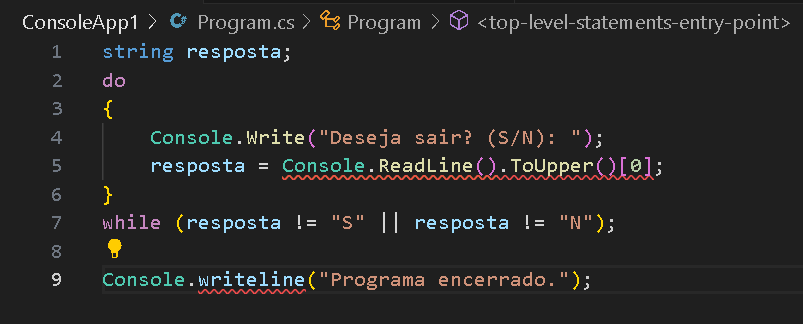 ConsoleApp1 > Program.cs > Program > <top-level-statements-entry-point>
1 string resposta;
2 do
3 {
4 Console.Write("Deseja sair? (S/N): ");
5 resposta = Console.ReadLine().ToUpper()[0];
6 }
7 while (resposta != "S" || resposta != "N");
8
9 Console.writeline("Programa encerrado.");